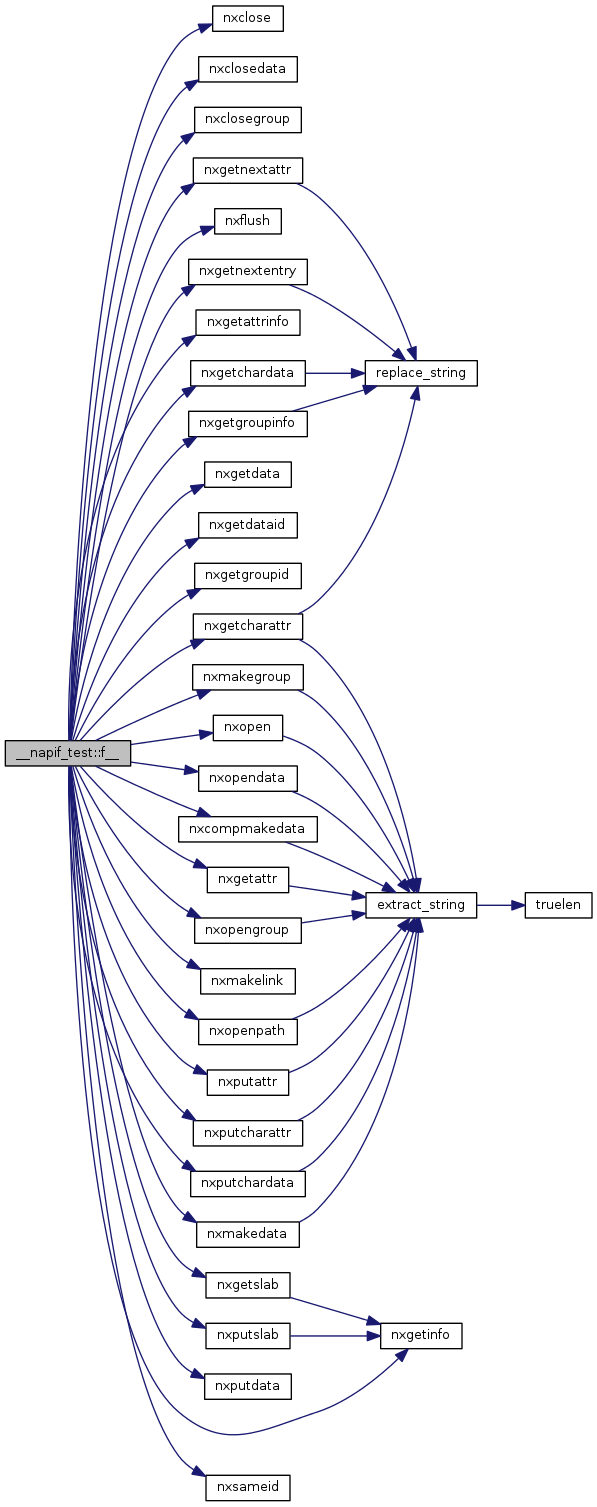 nxclose
nxclosedata
nxclosegroup
nxgetnextattr
nxflush
nxgetnextentry
nxgetattrinfo
nxgetchardata
replace_string
nxgetgroupinfo
nxgetdata
nxgetdataid
nxgetgroupid
nxgetcharattr
nxmakegroup
nxopen
__napif_test::f__
nxopendata
nxcompmakedata
nxgetattr
extract_string
truelen
nxopengroup
nxmakelink
nxopenpath
nxputattr
nxputcharattr
nxputchardata
nxmakedata
nxgetslab
nxputslab
nxgetinfo
nxputdata
nxsameid